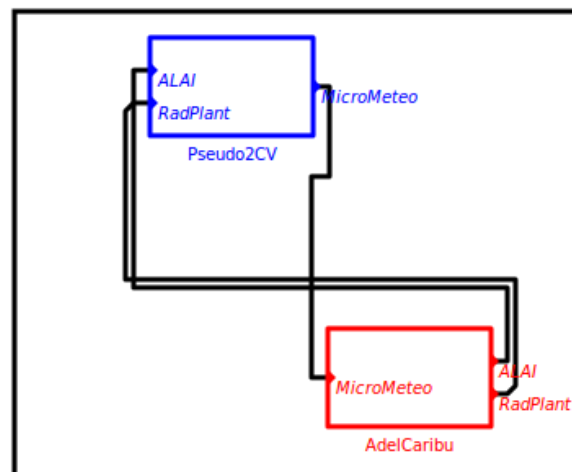 ALAI
MicroMeteo
RadPlant
Pseudo2CV
ALAI
MicroMeteo
RadPlant
AdelCaribu